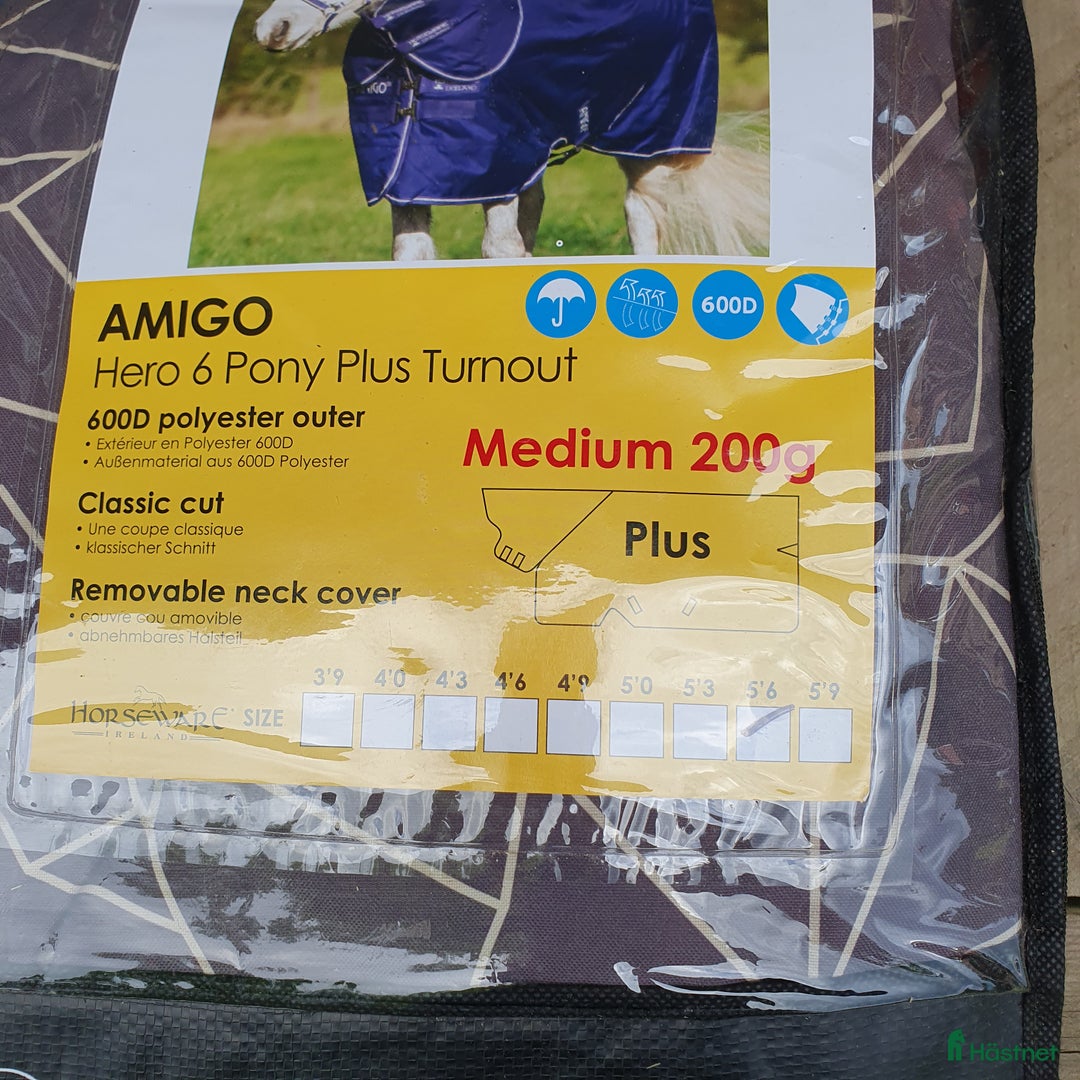 AMIGO
Hero 6 Pony Plus Turnout
600D
600D polyester outer
• Extérieur en Polyester 600D
• Außenmaterial aus 600D Polyester
Medium 200g
Classic cut
• Une coupe classique
• klassischer Schnitt
Plus
Removable neck cover
• couvre cou amovible
• abnehmbares Halsteil
3'9 4'0 4'3 4'6 4'9 5'0 5'3 5'6 5'9
HORSEWARE® SIZE
IRELAND
Hästnet